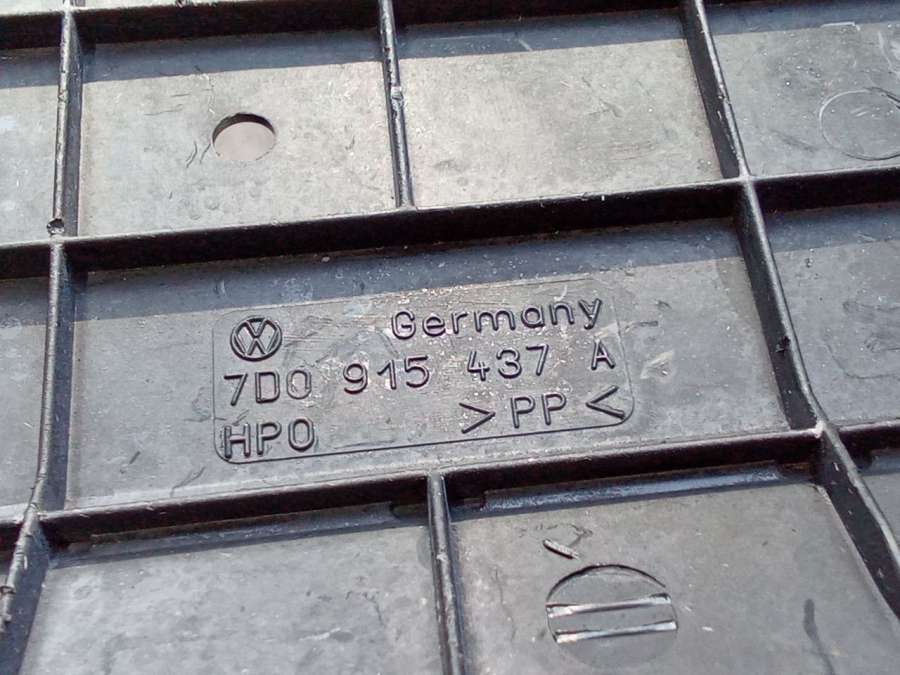 Germany
7D0 915 437 A
HPO >PP<